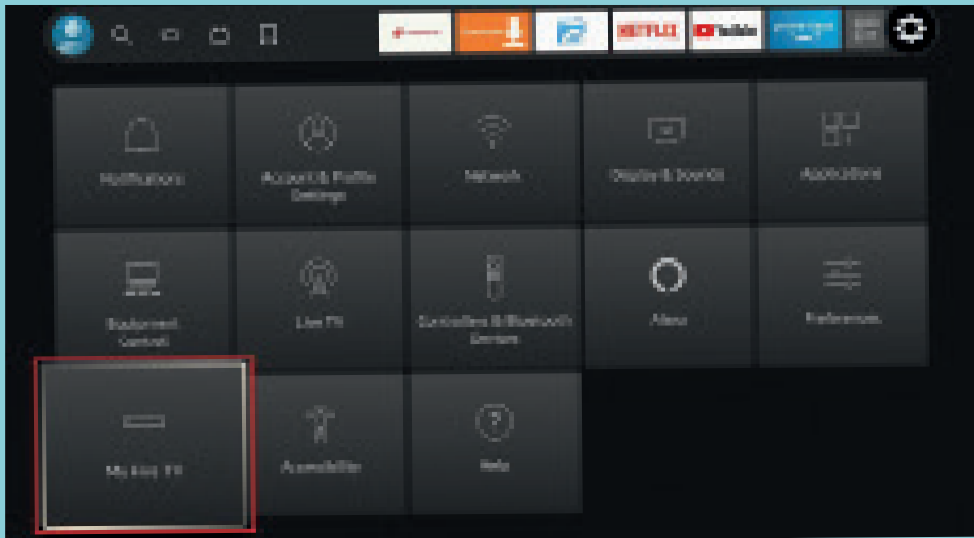 NETFLIX
YouTube
Notifications
Account & Profile
Settings
Network
Display & Sounds
Applications
Equipment
Control
Live TV
Controllers & Bluetooth
Devices
Alexa
Preferences
My Fire TV
Accessibility
Help